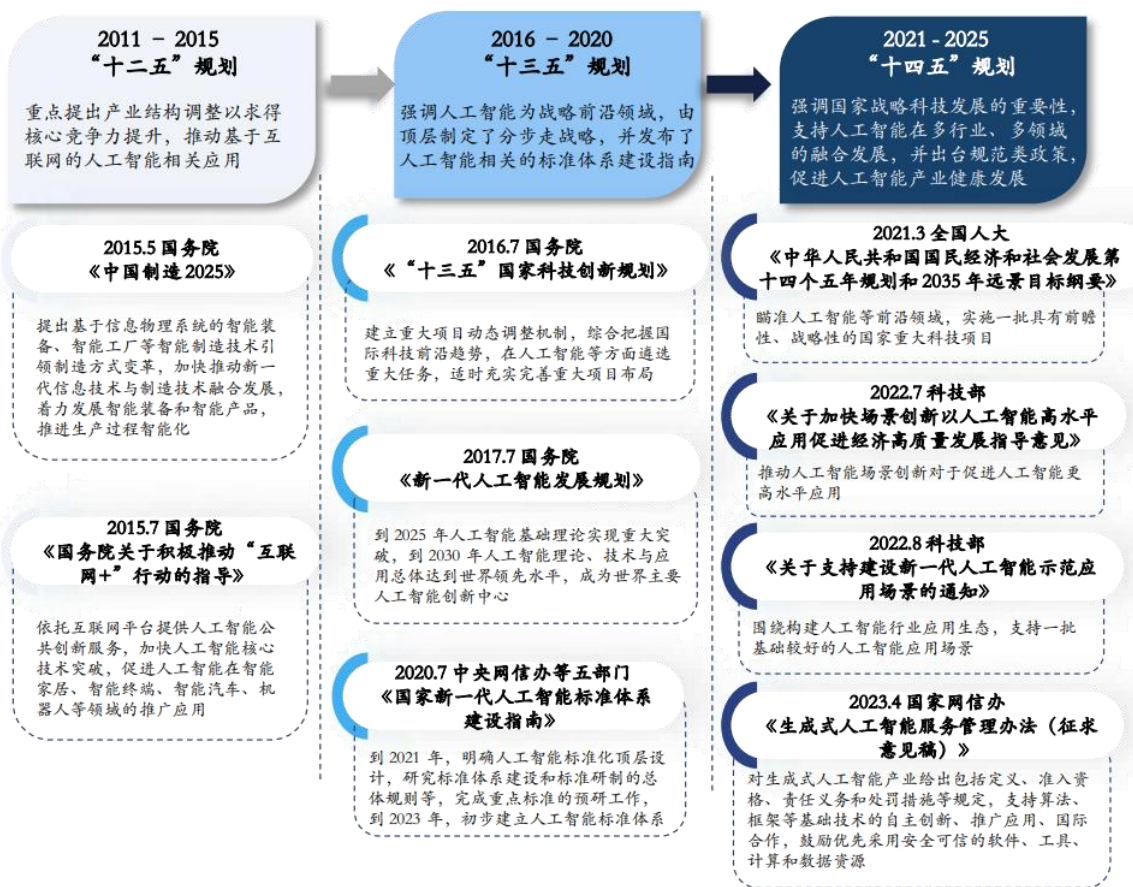 2011 - 2015
“十二五”规划
重点提出产业结构调整以求得
核心竞争力提升，推动基于互
联网的人工智能相关应用
2015.5 国务院
《中国制造2025》
提出基于信息物理系统的智能装
备、智能工厂等智能制造技术引
领制造方式变革，加快推动新一
代信息技术与制造技术融合发展，
着力发展智能装备和智能产品，
推进生产过程智能化
2015.7 国务院
《国务院关于积极推动“互联
网+”行动的指导》
依托互联网平台提供人工智能公
共创新服务，加快人工智能核心
技术突破，促进人工智能在智能
家居、智能终端、智能汽车、机
器人等领域的推广应用
2016 - 2020
“十三五”规划
强调人工智能为战略前沿领域，由
顶层制定了分步走战略，并发布了
人工智能相关的标准体系建设指南
2016.7 国务院
《“十三五”国家科技创新规划》
建立重大项目动态调整机制，综合把握国
际科技前沿趋势，在人工智能等方面遴选
重大任务，适时充实完善重大项目布局
2017.7 国务院
《新一代人工智能发展规划》
到 2025 年人工智能基础理论实现重大突
破，到 2030 年人工智能理论、技术与应
用总体达到世界领先水平，成为世界主要
人工智能创新中心
2020.7 中央网信办等五部门
《国家新一代人工智能标准体系
建设指南》
到 2021 年，明确人工智能标准化顶层设
计，研究标准体系建设和标准研制的总
体规则等，完成重点标准的预研工作，
到 2023 年，初步建立人工智能标准体系
2021 - 2025
“十四五”规划
强调国家战略科技发展的重要性，
支持人工智能在多行业、多领域
的融合发展，并出台规范类政策，
促进人工智能产业健康发展
2021.3 全国人大
《中华人民共和国国民经济和社会发展第
十四个五年规划和 2035 年远景目标纲要》
瞄准人工智能等前沿领域，实施一批具有前瞻
性、战略性的国家重大科技项目
2022.7 科技部
《关于加快场景创新以人工智能高水平
应用促进经济高质量发展指导意见》
推动人工智能场景创新对于促进人工智能更
高水平应用
2022.8 科技部
《关于支持建设新一代人工智能示范应
用场景的通知》
围绕构建人工智能行业应用生态，支持一批
基础较好的人工智能应用场景
2023.4 国家网信办
《生成式人工智能服务管理办法（征求
意见稿）》
对生成式人工智能产业给出包括定义、准入资
格、责任义务和处罚措施等规定，支持算法、
框架等基础技术的自主创新、推广应用、国际
合作，鼓励优先采用安全可信的软件、工具、
计算和数据资源